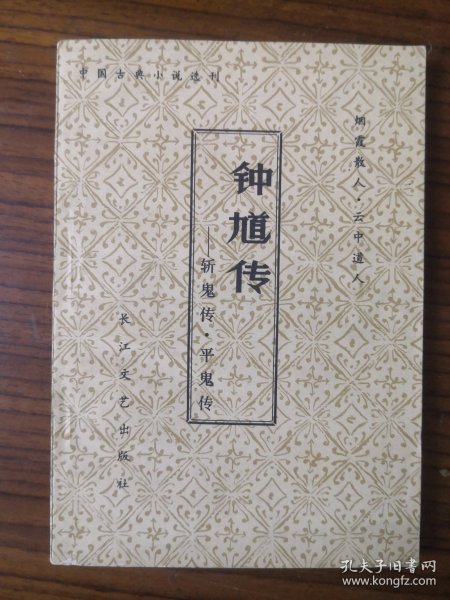 中国古典小说选刊
烟霞散人·云中道人
钟馗传
——斩鬼传·平鬼传
长江文艺出版社
孔夫子旧书网
www.kongfz.com